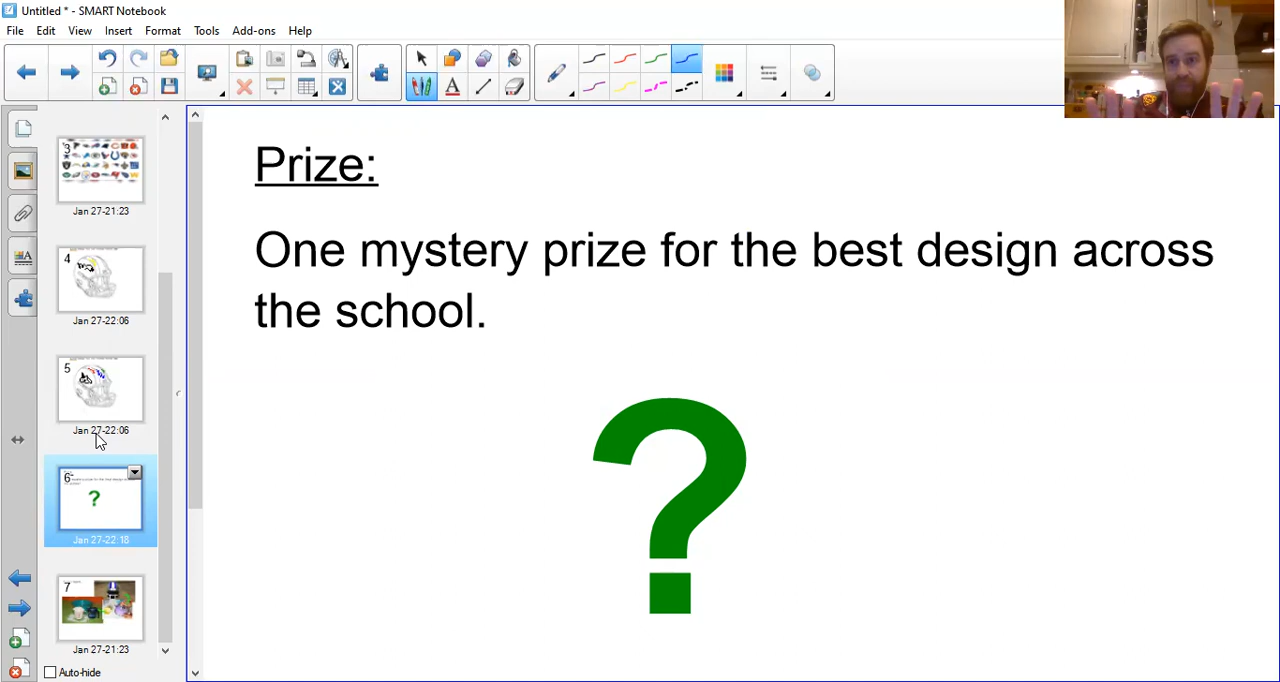 Untitled * - SMART Notebook
File Edit View Insert Format Tools Add-ons Help
3
Jan 27-21:23
4
Jan 27-22:06
5
Jan 27-22:06
6
?
Jan 27-22:18
7
Jan 27-21:23
Auto-hide
Prize:
One mystery prize for the best design across
the school.
?